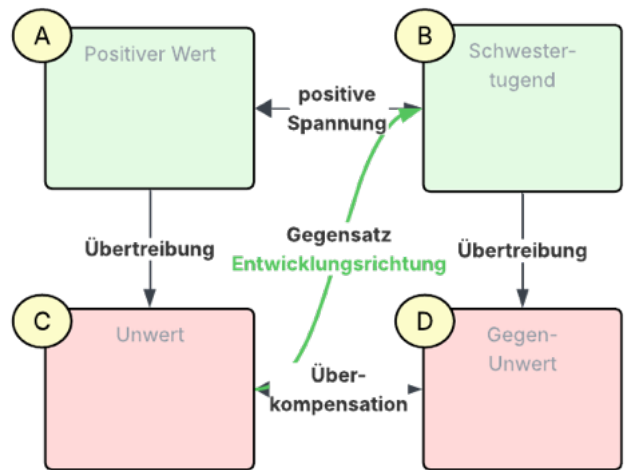 A
Positiver Wert
B
Schwester-
tugend
positive
Spannung
Übertreibung
Gegensatz
Entwicklungsrichtung
Übertreibung
C
Unwert
D
Gegen-
Unwert
Über-
kompensation